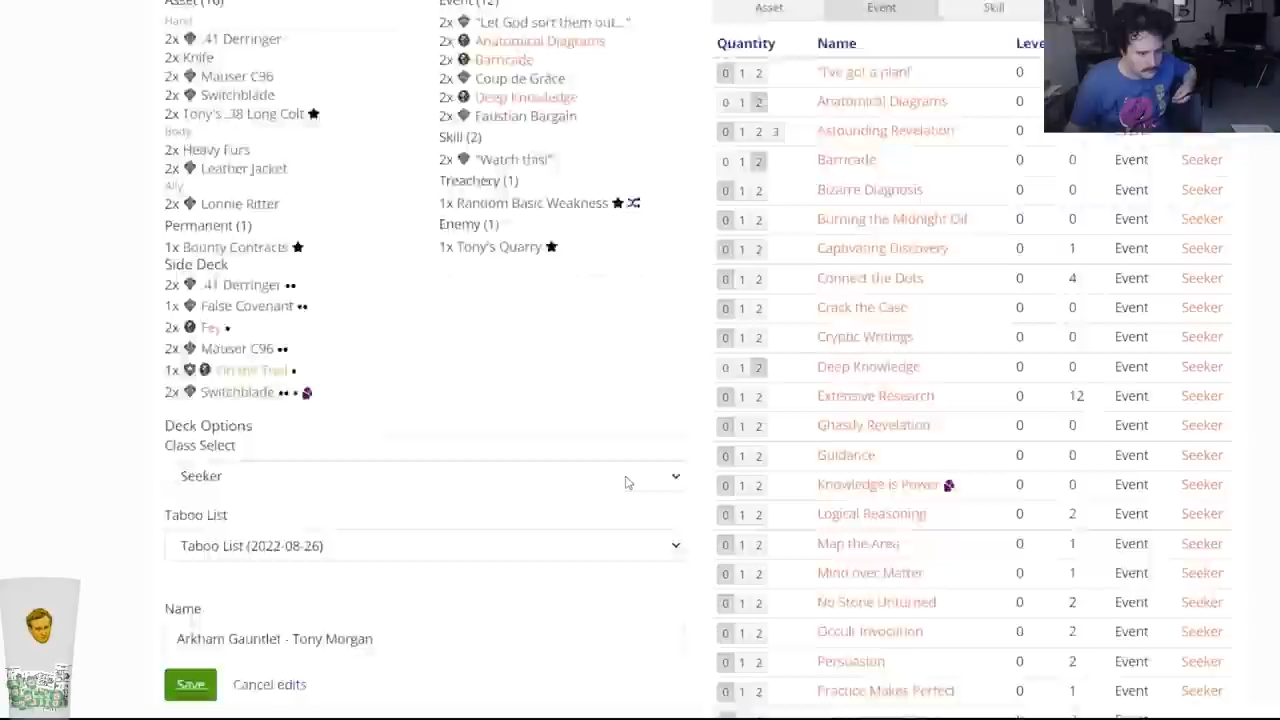 Asset (16)
Hand
2x .41 Derringer
2x Knife
2x Mauser C96
2x Switchblade
2x Tony's .38 Long Colt
Body
2x Heavy Furs
2x Leather Jacket
Ally
2x Lonnie Ritter
Permanent (1)
1x Bounty Contracts
Side Deck
2x .41 Derringer
1x False Covenant
2x Fey
2x Mauser C96
1x On the Trail
2x Switchblade
Event (12)
2x "Let God sort them out..."
2x Anatomical Diagrams
2x Barricade
2x Coup de Grâce
2x Deep Knowledge
2x Faustian Bargain
Skill (2)
2x "Watch this!"
Treachery (1)
1x Random Basic Weakness
Enemy (1)
1x Tony's Quarry
Deck Options
Class Select
Seeker
Taboo List
Taboo List (2022-08-26)
Name
Arkham Gauntlet - Tony Morgan
Save Cancel edits
Asset Event Skill
Quantity Name Leve
0 1 2 "I've got a plan!" 0
0 1 2 Anatomical Diagrams 0
0 1 2 3 Astounding Revelation 0
0 1 2 Barricade 0 0 Event Seeker
0 1 2 Bizarre Diagnosis 0 0 Event Seeker
0 1 2 Burning the Midnight Oil 0 0 Event Seeker
0 1 2 Captivating Discovery 0 1 Event Seeker
0 1 2 Connect the Dots 0 4 Event Seeker
0 1 2 Crack the Case 0 0 Event Seeker
0 1 2 Cryptic Writings 0 0 Event Seeker
0 1 2 Deep Knowledge 0 0 Event Seeker
0 1 2 Extensive Research 0 12 Event Seeker
0 1 2 Ghastly Revelation 0 0 Event Seeker
0 1 2 Guidance 0 0 Event Seeker
0 1 2 Knowledge is Power 0 0 Event Seeker
0 1 2 Logical Reasoning 0 2 Event Seeker
0 1 2 Map the Area 0 1 Event Seeker
0 1 2 Mind over Matter 0 1 Event Seeker
0 1 2 No Stone Unturned 0 2 Event Seeker
0 1 2 Occult Invocation 0 2 Event Seeker
0 1 2 Persuasion 0 2 Event Seeker
0 1 2 Practice Makes Perfect 0 1 Event Seeker